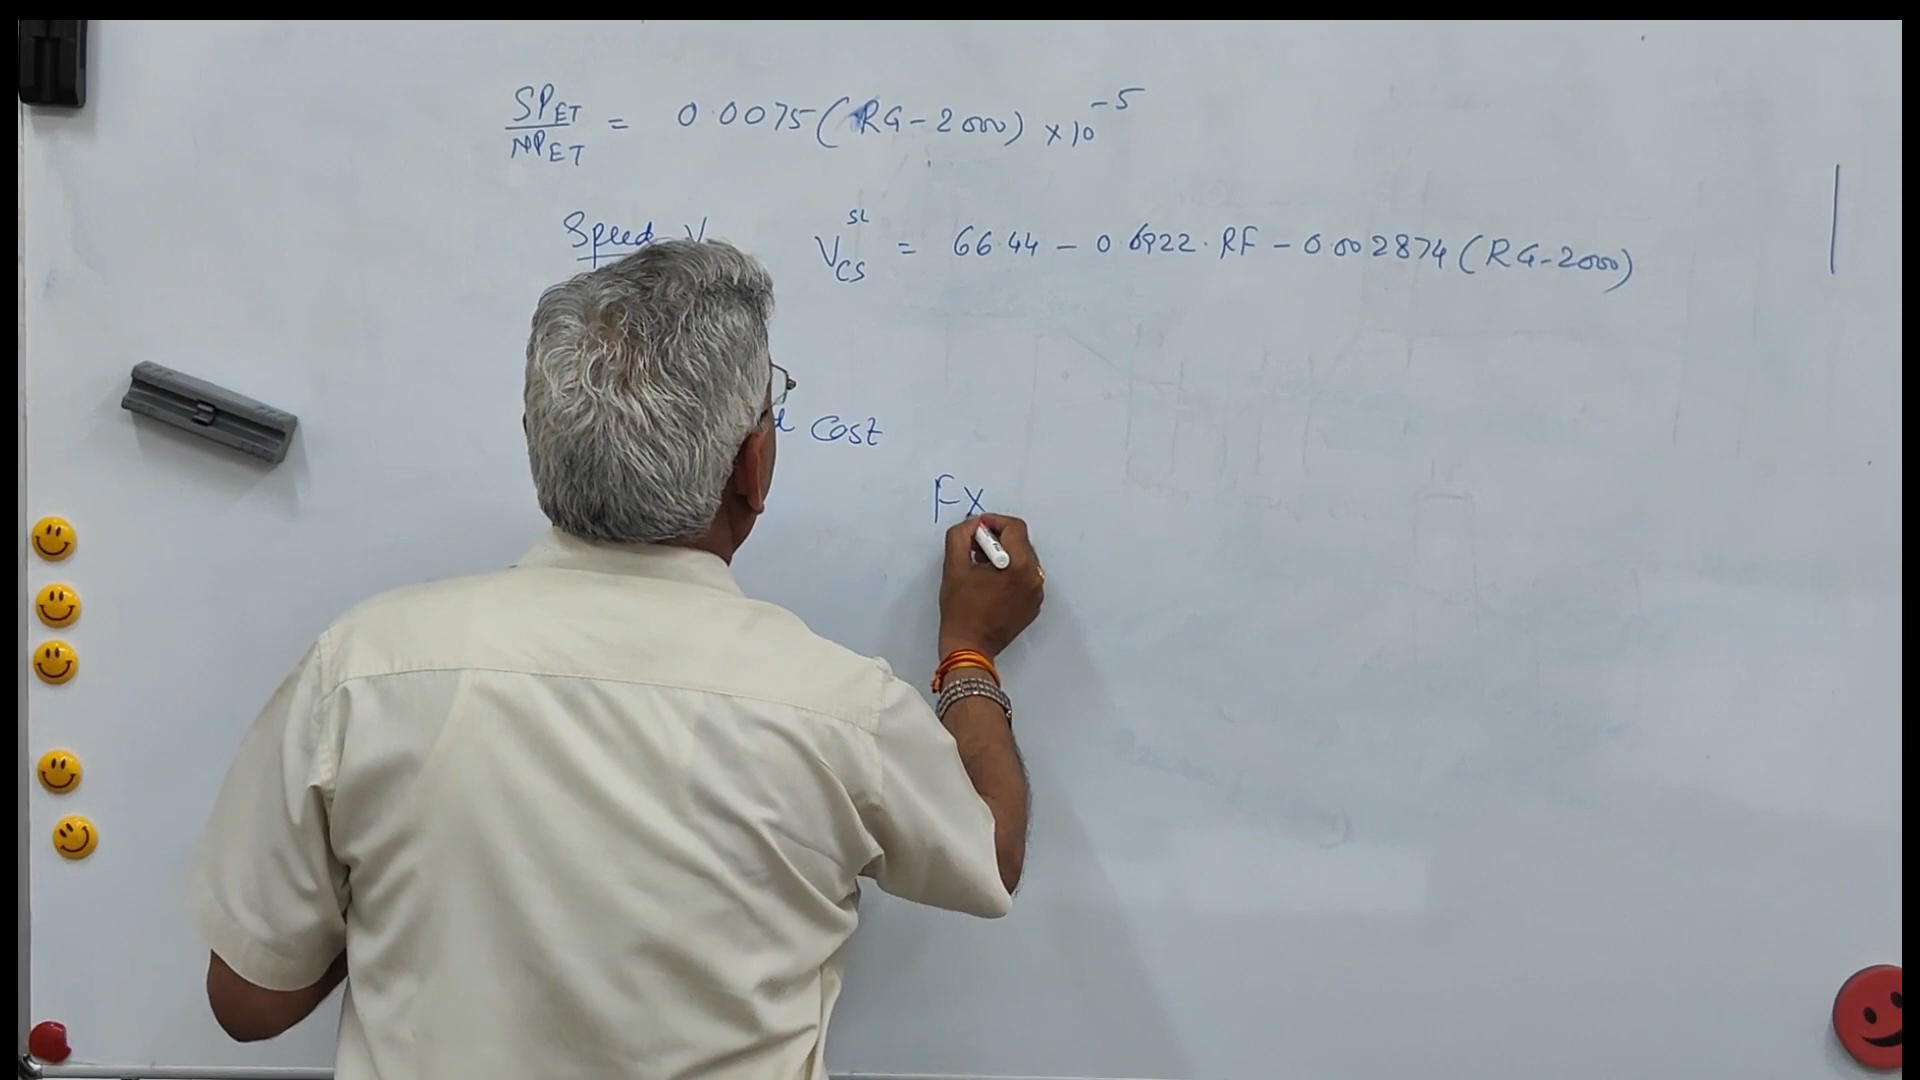 SP_ET / NP_ET = 0.0075 (RG - 2000) × 10^-5
Speed V V_CS^SL = 66.44 - 0.6922 . RF - 0.002874 (RG - 2000)
Cost
FX